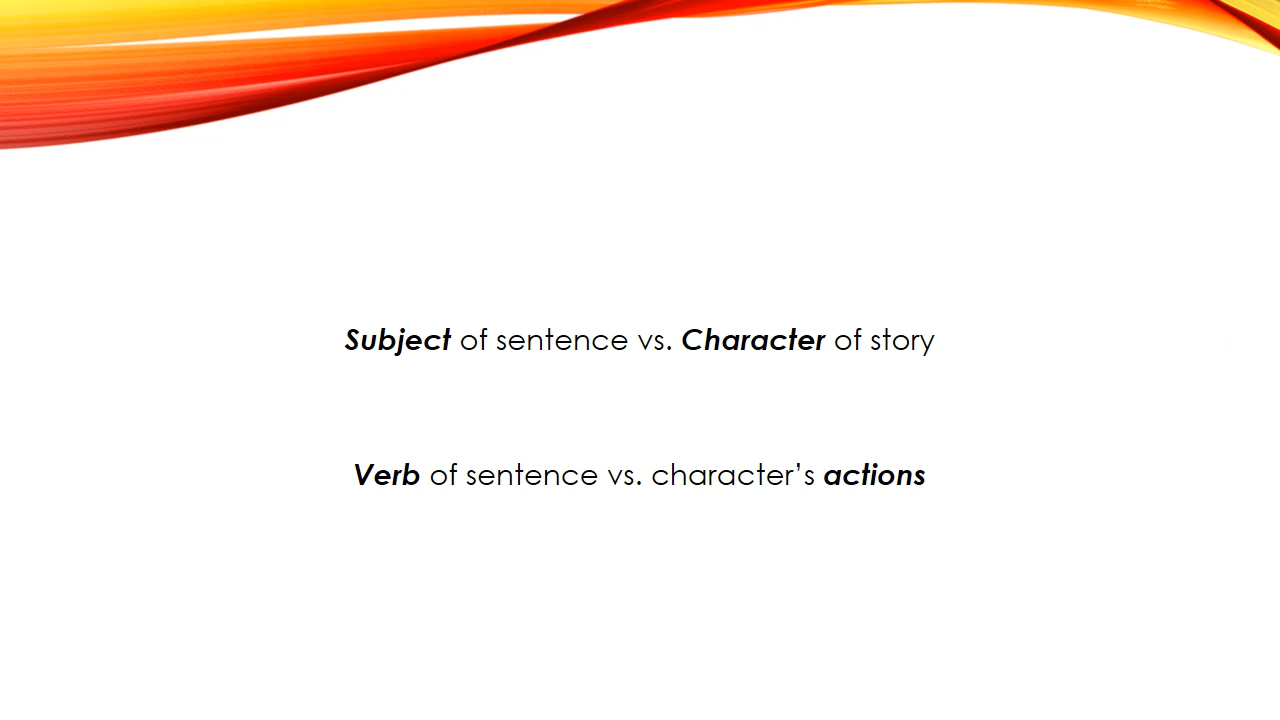 Subject of sentence vs. Character of story
Verb of sentence vs. character’s actions